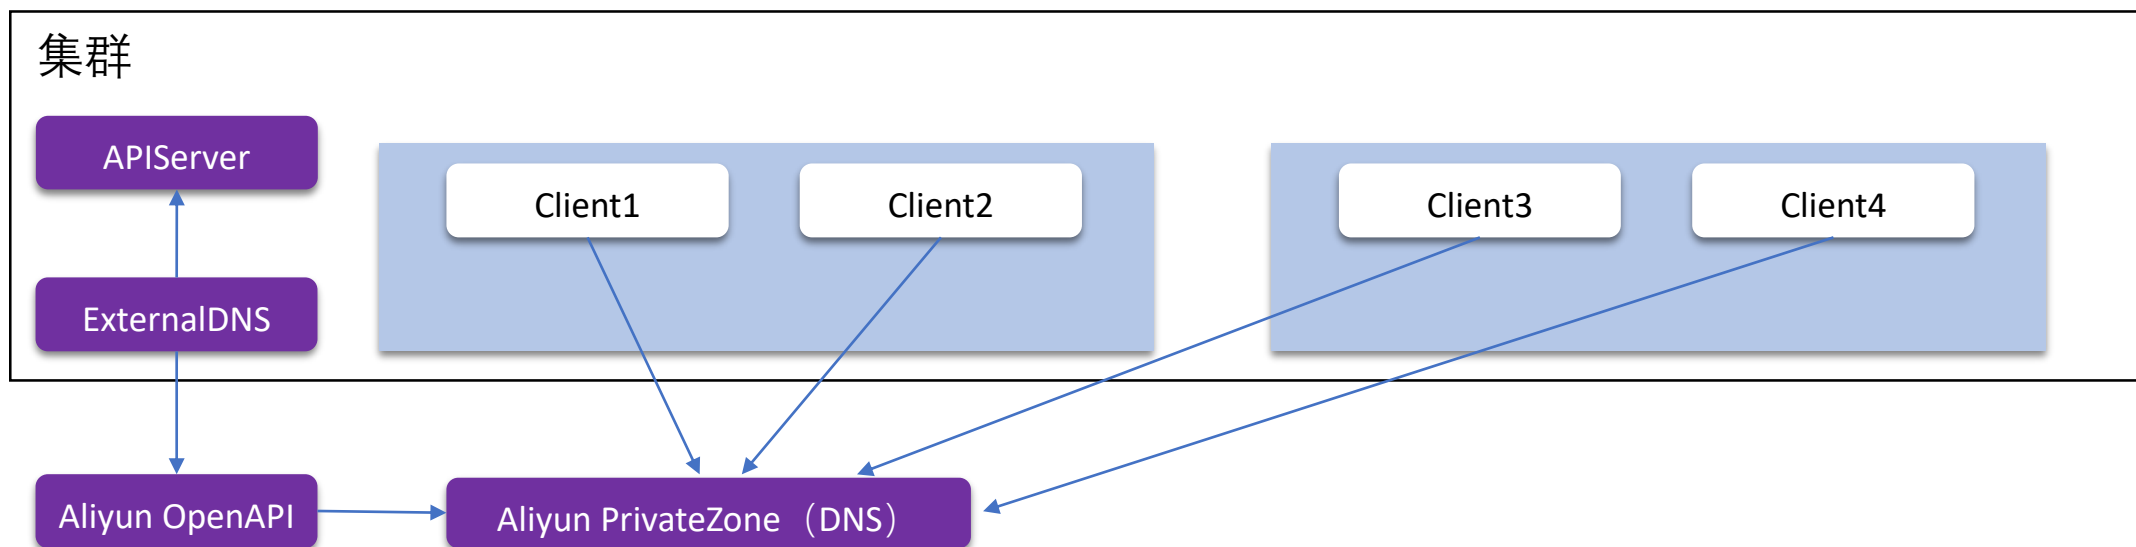 集群
APIServer
Client1
Client2
Client3
Client4
ExternalDNS
Aliyun OpenAPI
Aliyun PrivateZone（DNS）